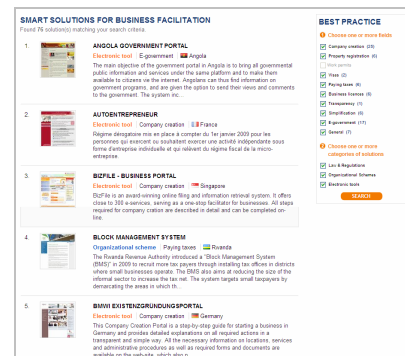 SMART SOLUTIONS FOR BUSINESS FACILITATION
Found 76 solution(s) matching your search criteria.
1.
ANGOLA GOVERNMENT PORTAL
Electronic tool | E-government | Angola
The main objective of the government portal in Angola is to bring all governmental
public information and services under the same platform and to make them
available to citizens via the internet. Angolans can thus find information on
government programs, and are given the option to send their views and comments
to the government. The system inc...
2.
AUTOENTREPRENEUR
Electronic tool | Company creation | France
Régime dérogatoire mis en place à compter du 1er janvier 2009 pour les
personnes qui exercent ou souhaitent exercer une activité indépendante sous
forme d'entreprise individuelle et qui relèvent du régime fiscal de la micro-
entreprise.
3.
BIZFILE - BUSINESS PORTAL
Electronic tool | Company creation | Singapore
BizFile is an award-winning online filing and information retrieval system. It offers
close to 300 e-services, serving as a one-stop facilitator for businesses. All steps
required for company cration are described in detail and can be completed on-
line.
4.
BLOCK MANAGEMENT SYSTEM
Organizational scheme | Paying taxes | Rwanda
The Rwanda Revenue Authority introduced a "Block Management System
(BMS)" in 2009 to recruit more tax payers through installing tax offices in districts
where small businesses operate. The BMS also aims at reducing the size of the
informal sector to increase the tax net. The system targets small taxpayers by
demarcating the areas in which th...
5.
BMWI EXISTENZGRÜNDUNGSPORTAL
Electronic tool | Company creation | Germany
This Company Creation Portal is a step-by-step guide for starting a business in
Germany and provides detailed explanations on all required actions in a
transparent and simple way. All the necessary information on locations, services
and administrative procedures as well as required forms and documents are
available on the web-site, which also p
BEST PRACTICE
1 Choose one or more fields
Company creation (25)
Property registration (6)
Work permits
Visas (2)
Paying taxes (6)
Business licences (6)
Transparency (1)
Simplification (6)
E-government (17)
General (7)
2 Choose one or more
categories of solutions
Law & Regulations
Organizational Schemes
Electronic tools
SEARCH